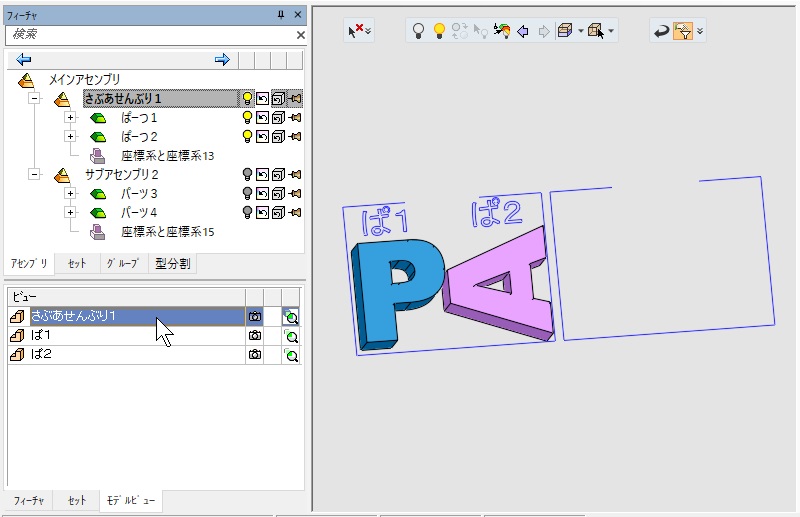 フィーチャ
検索
メインアセンブリ
さぶあせんぶり1
ぱーつ1
ぱーつ2
座標系と座標系13
サブアセンブリ2
パーツ3
パーツ4
座標系と座標系15
アセンブリ セット グループ 型分割
ビュー
さぶあせんぶり1
ぱ1
ぱ2
フィーチャ セット モデルビュー
ぱ1 ぱ2
P A